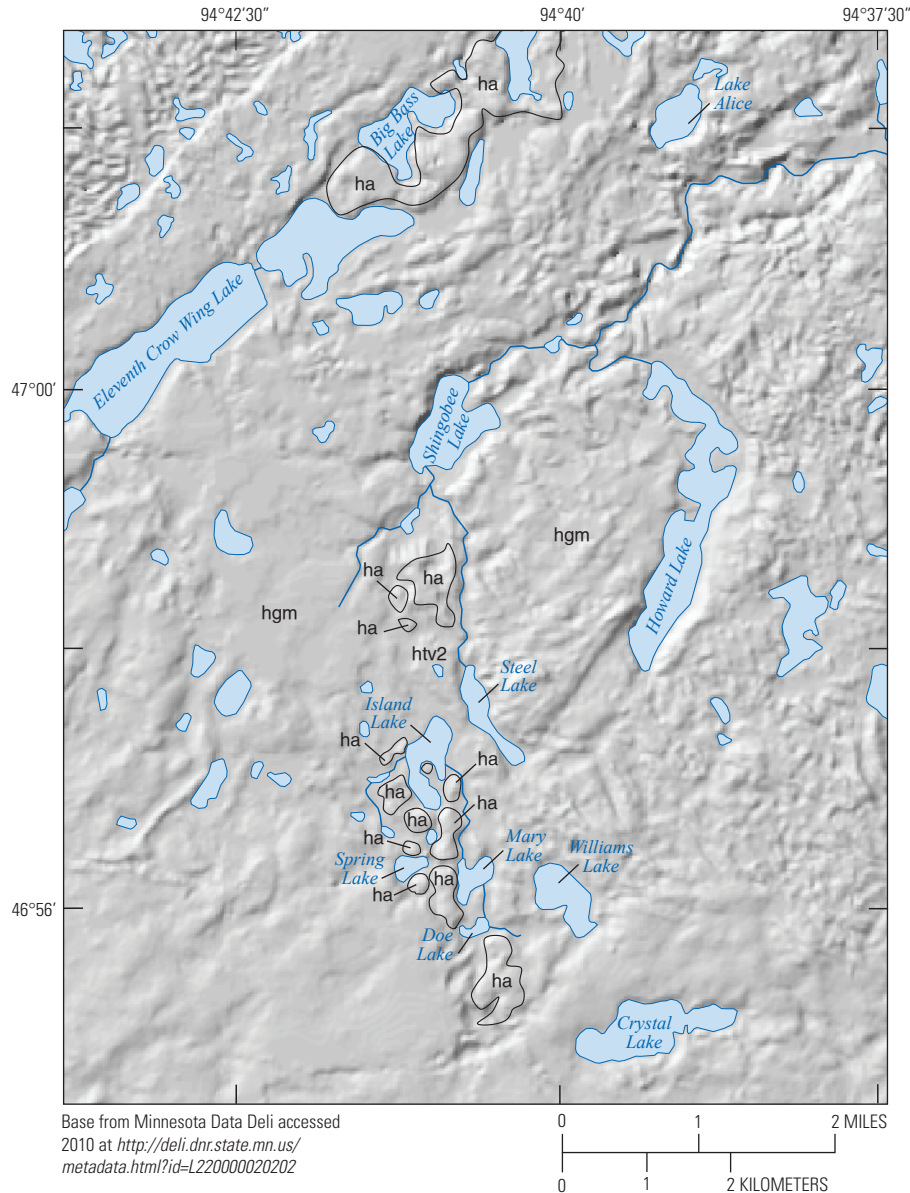 94°42'30"
94°40'
94°37'30"
ha
Lake
Alice
Big Bass
Lake
ha
Eleventh Crow Wing Lake
47°00'
Shingobee
Lake
hgm
Howard Lake
ha
ha
hgm
ha
htv2
Steel
Lake
Island
Lake
ha
ha
ha
ha
ha
ha
Mary
Lake
Williams
Lake
Spring
Lake
ha
ha
46°56'
Doe
Lake
ha
Crystal
Lake
Base from Minnesota Data Deli accessed
2010 at http://deli.dnr.state.mn.us/
metadata.html?id=L220000020202
0 1 2 MILES
0 1 2 KILOMETERS